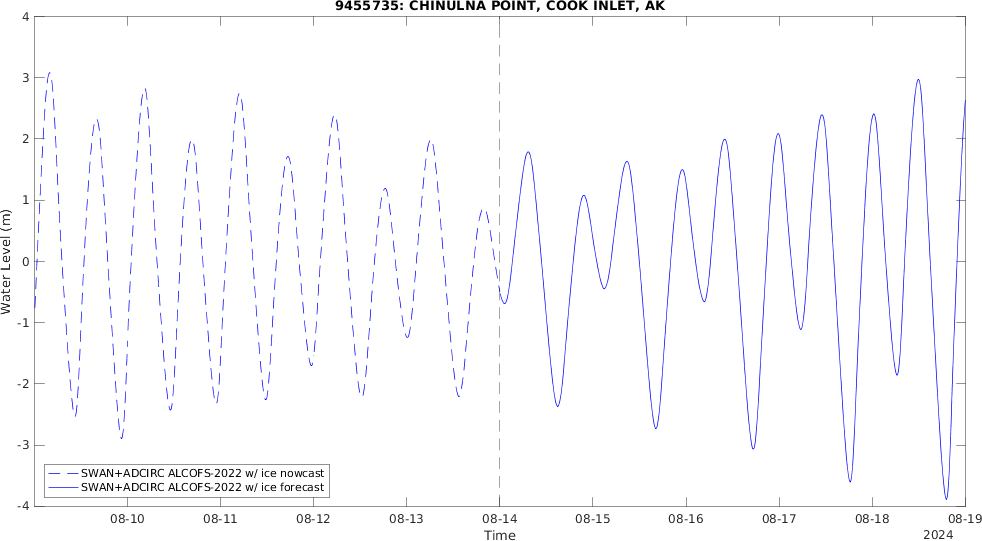 9455735: CHINULNA POINT, COOK INLET, AK
4
3
2
1
0
-1
-2
-3
-4
Water Level (m)
SWAN+ADCIRC ALCOFS-2022 w/ ice nowcast
SWAN+ADCIRC ALCOFS-2022 w/ ice forecast
08-10 08-11 08-12 08-13 08-14 08-15 08-16 08-17 08-18 08-19
Time
2024